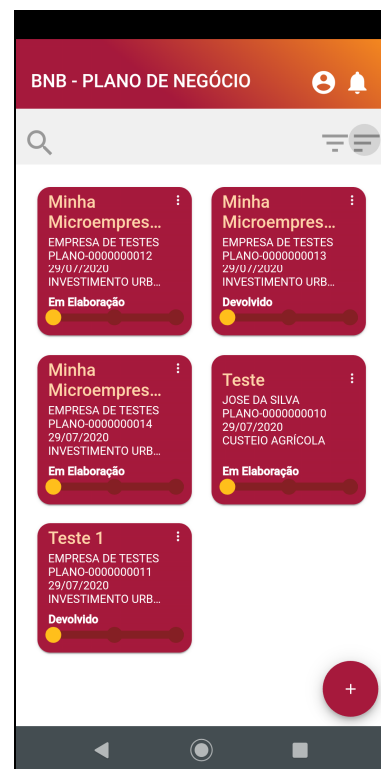 BNB - PLANO DE NEGÓCIO
Minha
Microempres...
EMPRESA DE TESTES
PLANO-0000000012
29/07/2020
INVESTIMENTO URB...
Em Elaboração
Minha
Microempres...
EMPRESA DE TESTES
PLANO-0000000013
29/07/2020
INVESTIMENTO URB...
Devolvido
Minha
Microempres...
EMPRESA DE TESTES
PLANO-0000000014
29/07/2020
INVESTIMENTO URB...
Em Elaboração
Teste
JOSE DA SILVA
PLANO-0000000010
29/07/2020
CUSTEIO AGRÍCOLA
Em Elaboração
Teste 1
EMPRESA DE TESTES
PLANO-0000000011
29/07/2020
INVESTIMENTO URB...
Devolvido
+